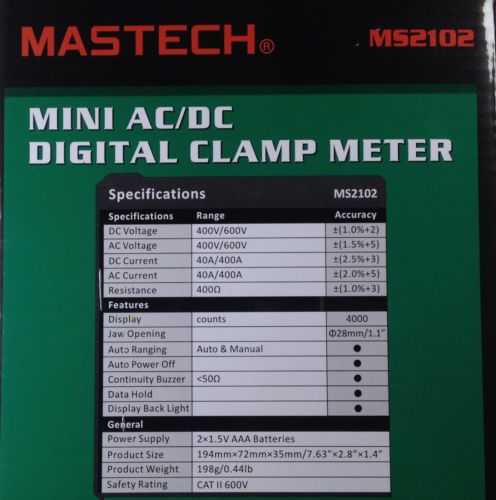 MASTECH® MS2102
MINI AC/DC
DIGITAL CLAMP METER
Specifications MS2102
Specifications Range Accuracy
DC Voltage 400V/600V ±(1.0%+2)
AC Voltage 400V/600V ±(1.5%+5)
DC Current 40A/400A ±(2.5%+3)
AC Current 40A/400A ±(2.0%+5)
Resistance 400Ω ±(1.0%+3)
Features
Display counts 4000
Jaw Opening Φ28mm/1.1"
Auto Ranging Auto & Manual ●
Auto Power Off ●
Continuity Buzzer <50Ω ●
Data Hold ●
Display Back Light ●
General
Power Supply 2×1.5V AAA Batteries
Product Size 194mm×72mm×35mm/7.63"×2.8"×1.4"
Product Weight 198g/0.44lb
Safety Rating CAT II 600V